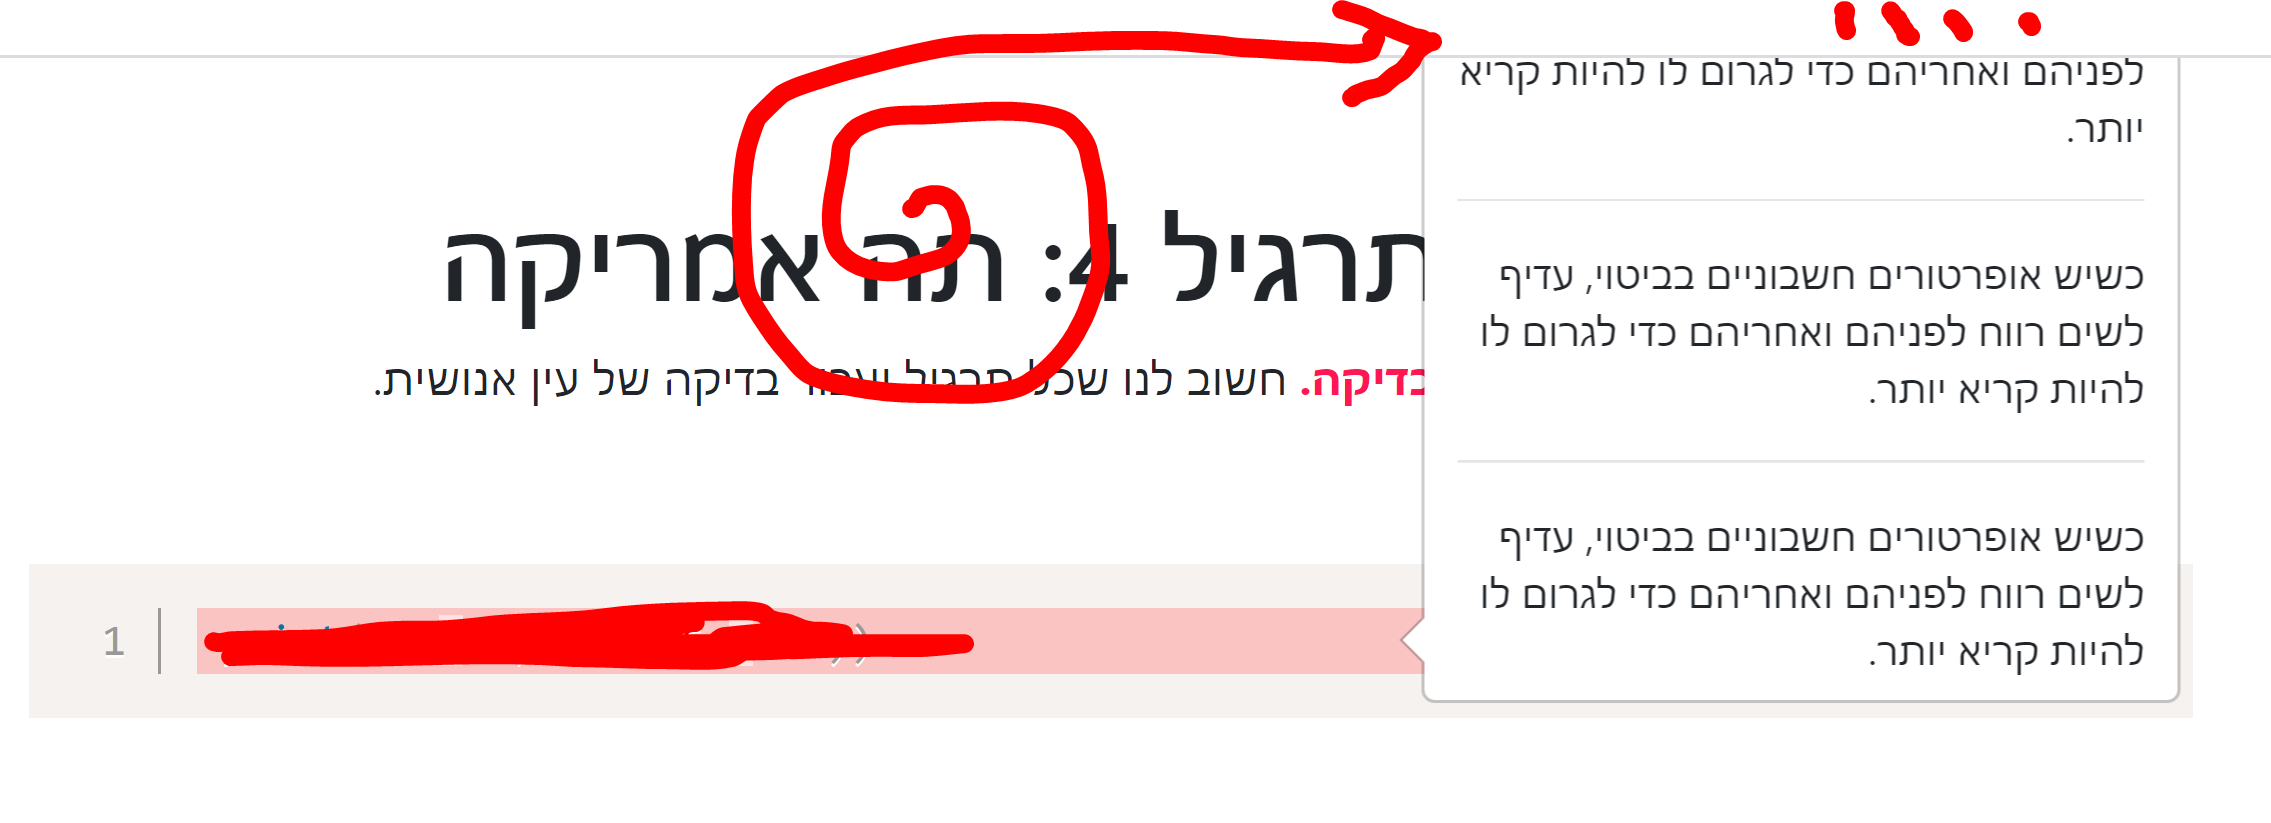 לפניהם ואחריהם כדי לגרום לו להיות קריא
יותר.
כשיש אופרטורים חשבוניים בביטוי, עדיף
לשים רווח לפניהם ואחריהם כדי לגרום לו
להיות קריא יותר.
כשיש אופרטורים חשבוניים בביטוי, עדיף
לשים רווח לפניהם ואחריהם כדי לגרום לו
להיות קריא יותר.
תרגיל 4: תה אמריקה
בדיקה. חשוב לנו שכל תרגיל יעבור בדיקה של עין אנושית.
1